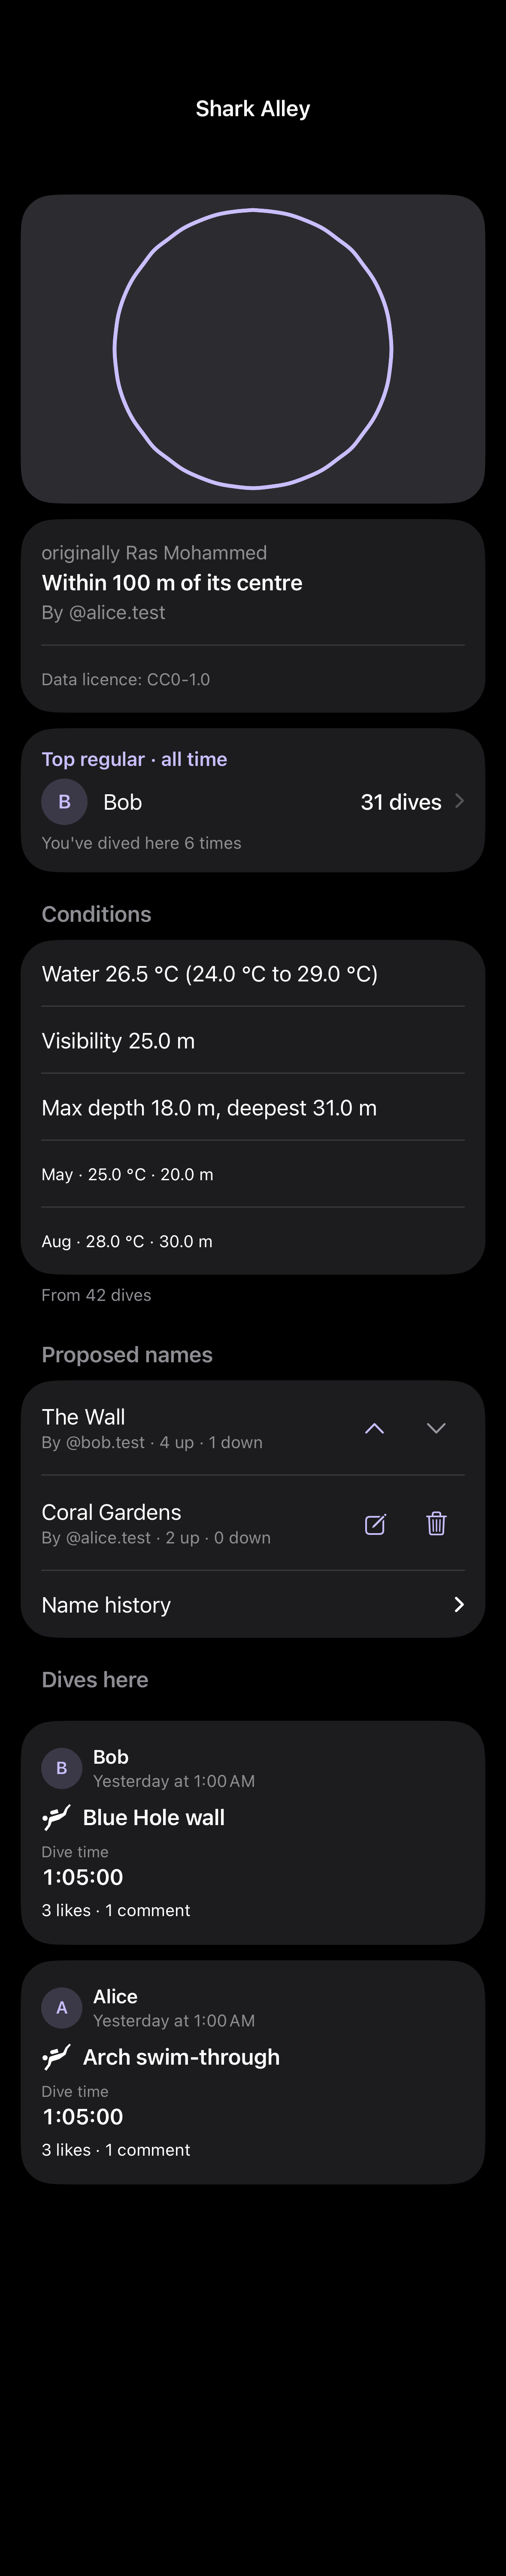 Shark Alley
originally Ras Mohammed
Within 100 m of its centre
By @alice.test
Data licence: CC0-1.0
Top regular · all time
B
Bob
31 dives
You've dived here 6 times
Conditions
Water 26.5 °C (24.0 °C to 29.0 °C)
Visibility 25.0 m
Max depth 18.0 m, deepest 31.0 m
May · 25.0 °C · 20.0 m
Aug · 28.0 °C · 30.0 m
From 42 dives
Proposed names
The Wall
By @bob.test · 4 up · 1 down
Coral Gardens
By @alice.test · 2 up · 0 down
Name history
Dives here
B
Bob
Yesterday at 1:00 AM
Blue Hole wall
Dive time
1:05:00
3 likes · 1 comment
A
Alice
Yesterday at 1:00 AM
Arch swim-through
Dive time
1:05:00
3 likes · 1 comment